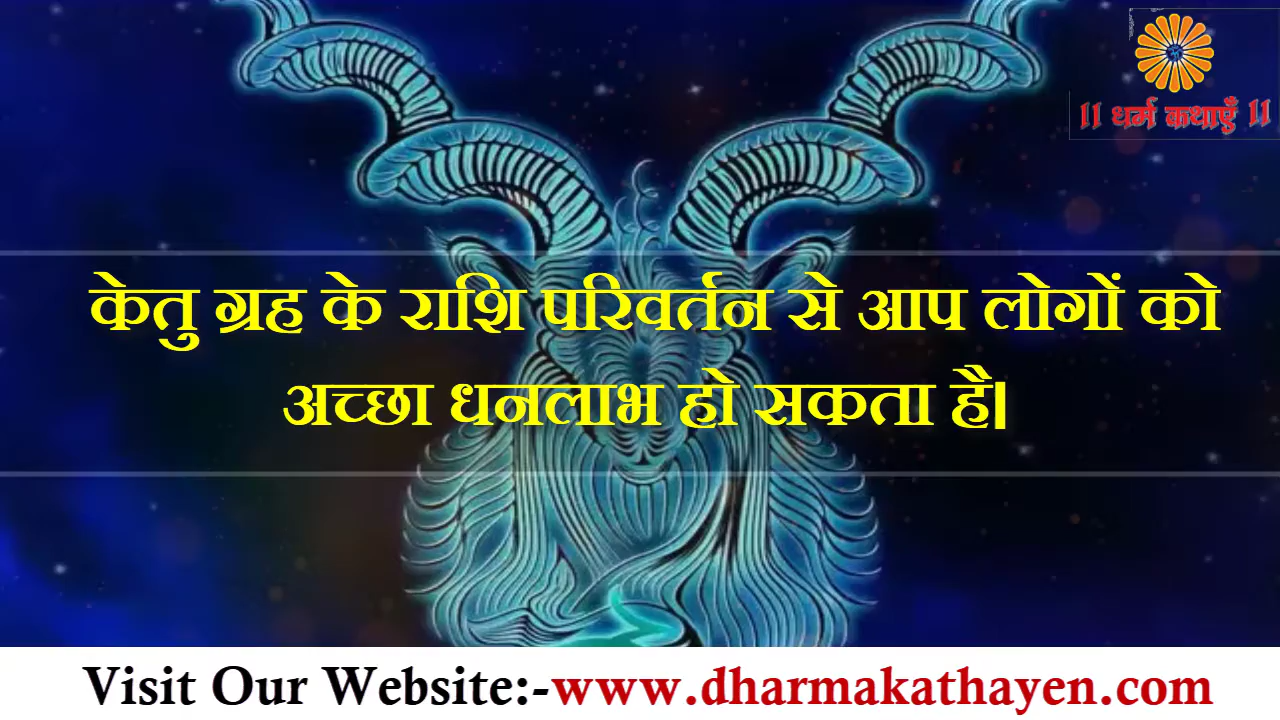 ॥ धर्म कथाएँ ॥
केतु ग्रह के राशि परिवर्तन से आप लोगों को
अच्छा धनलाभ हो सकता है।
Visit Our Website:-www.dharmakathayen.com